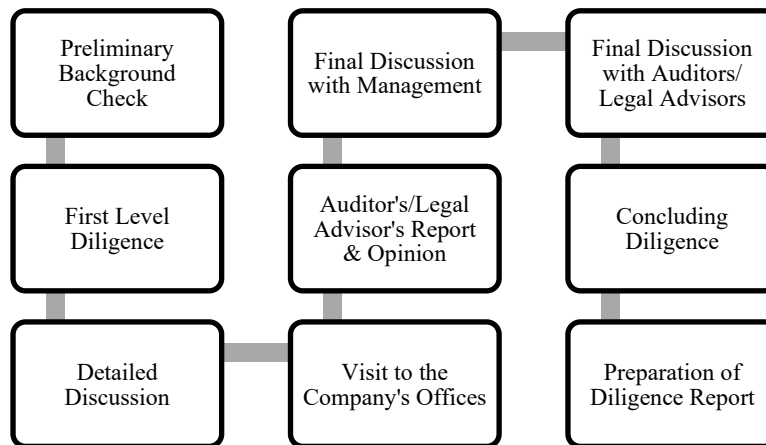 Preliminary
Background
Check
First Level
Diligence
Detailed
Discussion
Visit to the
Company's Offices
Auditor's/Legal
Advisor's Report
& Opinion
Final Discussion
with Management
Final Discussion
with Auditors/
Legal Advisors
Concluding
Diligence
Preparation of
Diligence Report